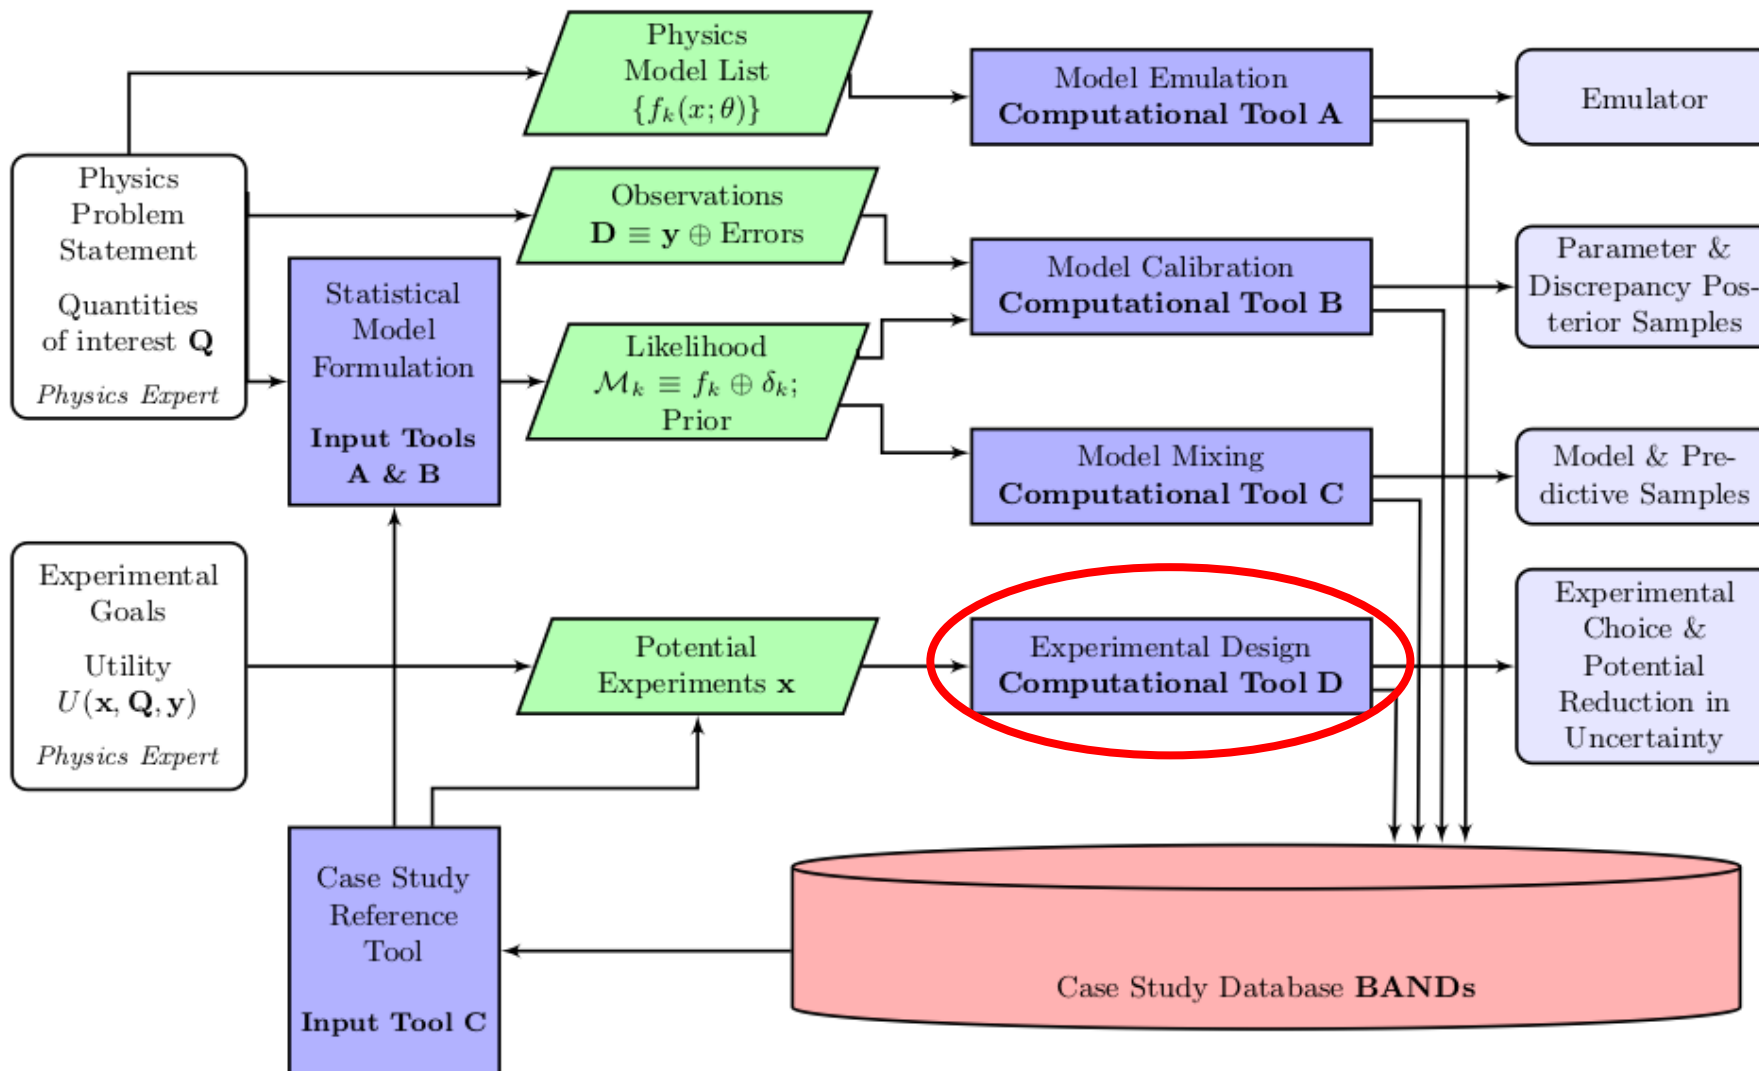 Physics
Model List
{f_k(x; θ)}
Model Emulation
Computational Tool A
Emulator
Physics
Problem
Statement
Quantities
of interest Q
Physics Expert
Observations
D ≡ y ⊕ Errors
Statistical
Model
Formulation
Input Tools
A & B
Likelihood
ℳ_k ≡ f_k ⊕ δ_k;
Prior
Model Calibration
Computational Tool B
Parameter &
Discrepancy Pos-
terior Samples
Model Mixing
Computational Tool C
Model & Pre-
dictive Samples
Experimental
Goals
Utility
U(x, Q, y)
Physics Expert
Potential
Experiments x
Experimental Design
Computational Tool D
Experimental
Choice &
Potential
Reduction in
Uncertainty
Case Study
Reference
Tool
Input Tool C
Case Study Database BANDs